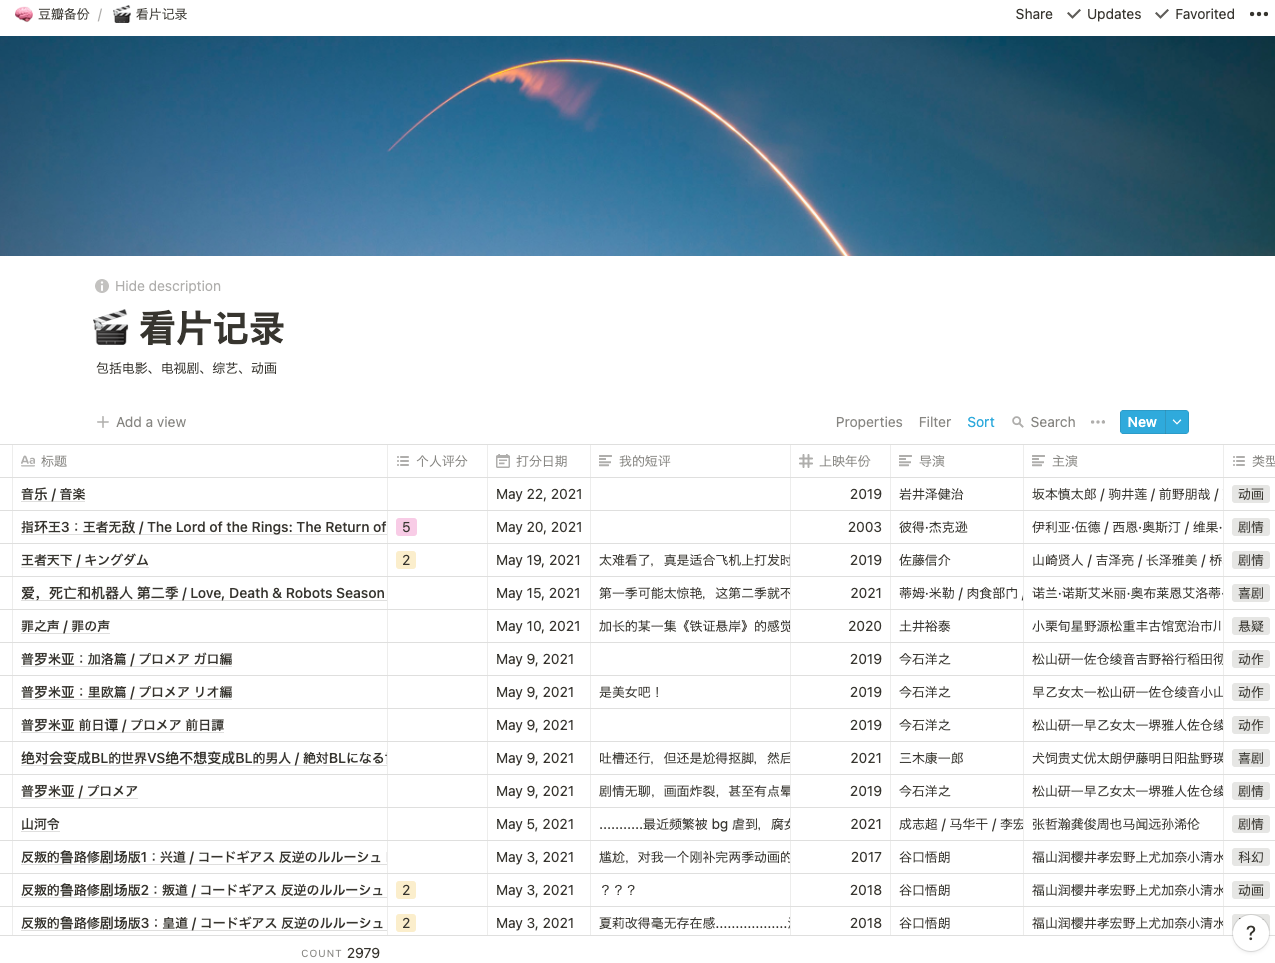 豆瓣备份 / 看片记录 Share Updates Favorited
Hide description
看片记录
包括电影、电视剧、综艺、动画
Add a view Properties Filter Sort Search New
Aa 标题 个人评分 打分日期 我的短评 上映年份 导演 主演 类型
音乐 / 音楽 May 22, 2021 2019 岩井泽健治 坂本慎太郎 / 驹井莲 / 前野朋哉 / 动画
指环王3：王者无敌 / The Lord of the Rings: The Return of 5 May 20, 2021 2003 彼得·杰克逊 伊利亚·伍德 / 西恩·奥斯汀 / 维果· 剧情
王者天下 / キングダム 2 May 19, 2021 太难看了，真是适合飞机上打发时 2019 佐藤信介 山崎贤人 / 吉泽亮 / 长泽雅美 / 桥 剧情
爱，死亡和机器人 第二季 / Love, Death & Robots Season May 15, 2021 第一季可能太惊艳，这第二季就不 2021 蒂姆·米勒 / 肉食部门 / 诺兰·诺斯艾米丽·奥布莱恩艾洛蒂· 喜剧
罪之声 / 罪の声 May 10, 2021 加长的某一集《铁证悬岸》的感觉 2020 土井裕泰 小栗旬星野源松重丰古馆宽治市川 悬疑
普罗米亚：加洛篇 / プロメア ガロ編 May 9, 2021 2019 今石洋之 松山研一佐仓绫音吉野裕行稻田彻 动作
普罗米亚：里欧篇 / プロメア リオ編 May 9, 2021 是美女吧！ 2019 今石洋之 早乙女太一松山研一佐仓绫音小山 动作
普罗米亚 前日谭 / プロメア 前日譚 May 9, 2021 2019 今石洋之 松山研一早乙女太一堺雅人佐仓绫 动作
绝对会变成BL的世界VS绝不想变成BL的男人 / 絶対BLになる May 9, 2021 吐槽还行，但还是尬得抠脚，然后 2021 三木康一郎 犬饲贵丈优太朗伊藤明日阳盐野瑛 喜剧
普罗米亚 / プロメア May 9, 2021 剧情无聊，画面炸裂，甚至有点晕 2019 今石洋之 松山研一早乙女太一堺雅人佐仓绫 剧情
山河令 May 5, 2021 ...........最近频繁被 bg 虐到，腐女 2021 成志超 / 马华干 / 李宏 张哲瀚龚俊周也马闻远孙浠伦 剧情
反叛的鲁路修剧场版1：兴道 / コードギアス 反逆のルルーシュ May 3, 2021 尴尬，对我一个刚补完两季动画的 2017 谷口悟朗 福山润樱井孝宏野上尤加奈小清水 科幻
反叛的鲁路修剧场版2：叛道 / コードギアス 反逆のルルーシュ 2 May 3, 2021 ？？？ 2018 谷口悟朗 福山润樱井孝宏野上尤加奈小清水 动画
反叛的鲁路修剧场版3：皇道 / コードギアス 反逆のルルーシュ 2 May 3, 2021 夏莉改得毫无存在感.................. 2018 谷口悟朗 福山润樱井孝宏野上尤加奈小清水
?
COUNT 2979